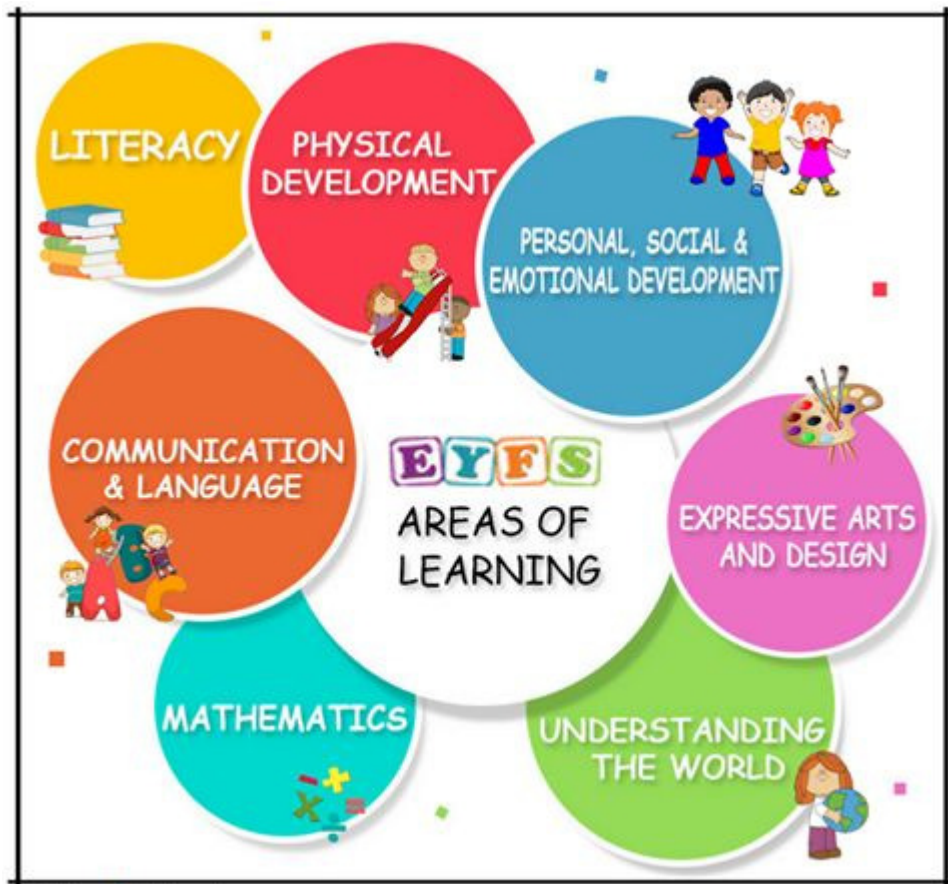 LITERACY
PHYSICAL
DEVELOPMENT
PERSONAL, SOCIAL &
EMOTIONAL DEVELOPMENT
COMMUNICATION
& LANGUAGE
ABC
EYFS
AREAS OF
LEARNING
EXPRESSIVE ARTS
AND DESIGN
MATHEMATICS
UNDERSTANDING
THE WORLD